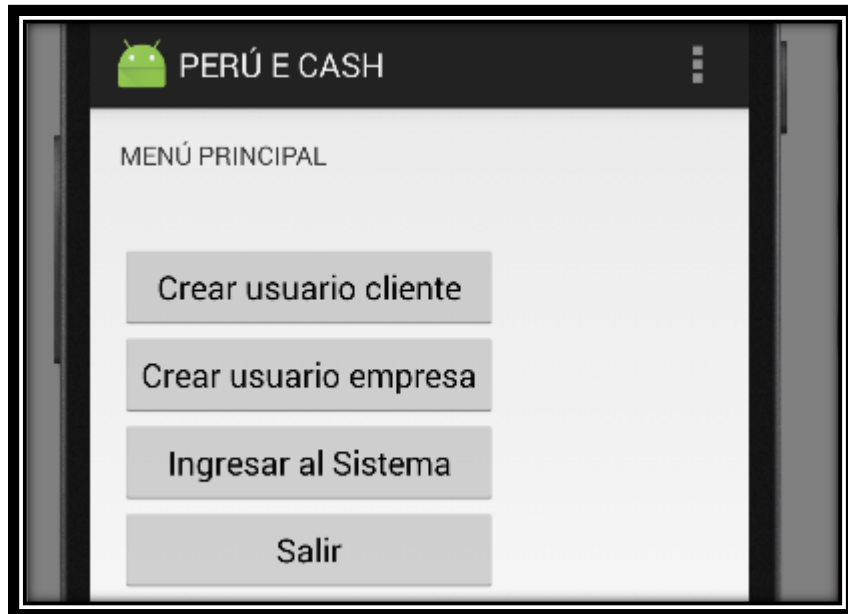 PERÚ E CASH
MENÚ PRINCIPAL
Crear usuario cliente
Crear usuario empresa
Ingresar al Sistema
Salir